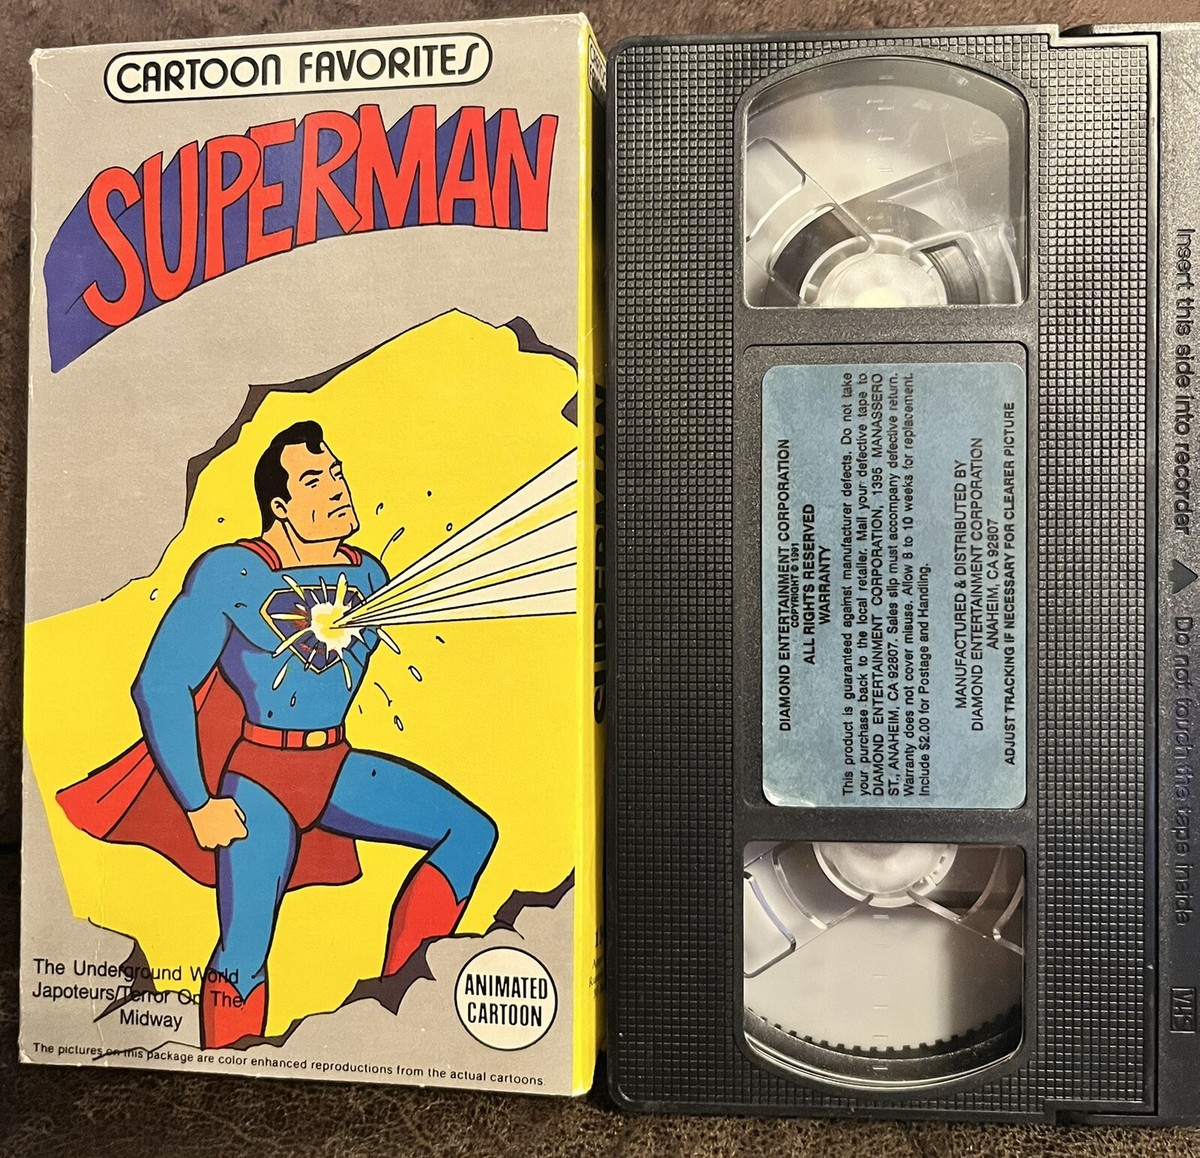 CARTOON FAVORITES
SUPERMAN
The Underground World
Japoteurs/Terror On The
Midway
ANIMATED
CARTOON
The pictures on this package are color enhanced reproductions from the actual cartoons.
DIAMOND ENTERTAINMENT CORPORATION
COPYRIGHT © 1991
ALL RIGHTS RESERVED
WARRANTY
This product is guaranteed against manufacturer defects. Do not take
your purchase back to the local retailer. Mail your defective tape to
DIAMOND ENTERTAINMENT CORPORATION, 1395 MANASSERO
ST., ANAHEIM, CA 92807. Sales slip must accompany defective return.
Warranty does not cover misuse. Allow 8 to 10 weeks for replacement.
Include $2.00 for Postage and Handling.
MANUFACTURED & DISTRIBUTED BY
DIAMOND ENTERTAINMENT CORPORATION
ANAHEIM, CA 92807
ADJUST TRACKING IF NECESSARY FOR CLEARER PICTURE
Insert this side into recorder
Do not touch the tape inside
VHS